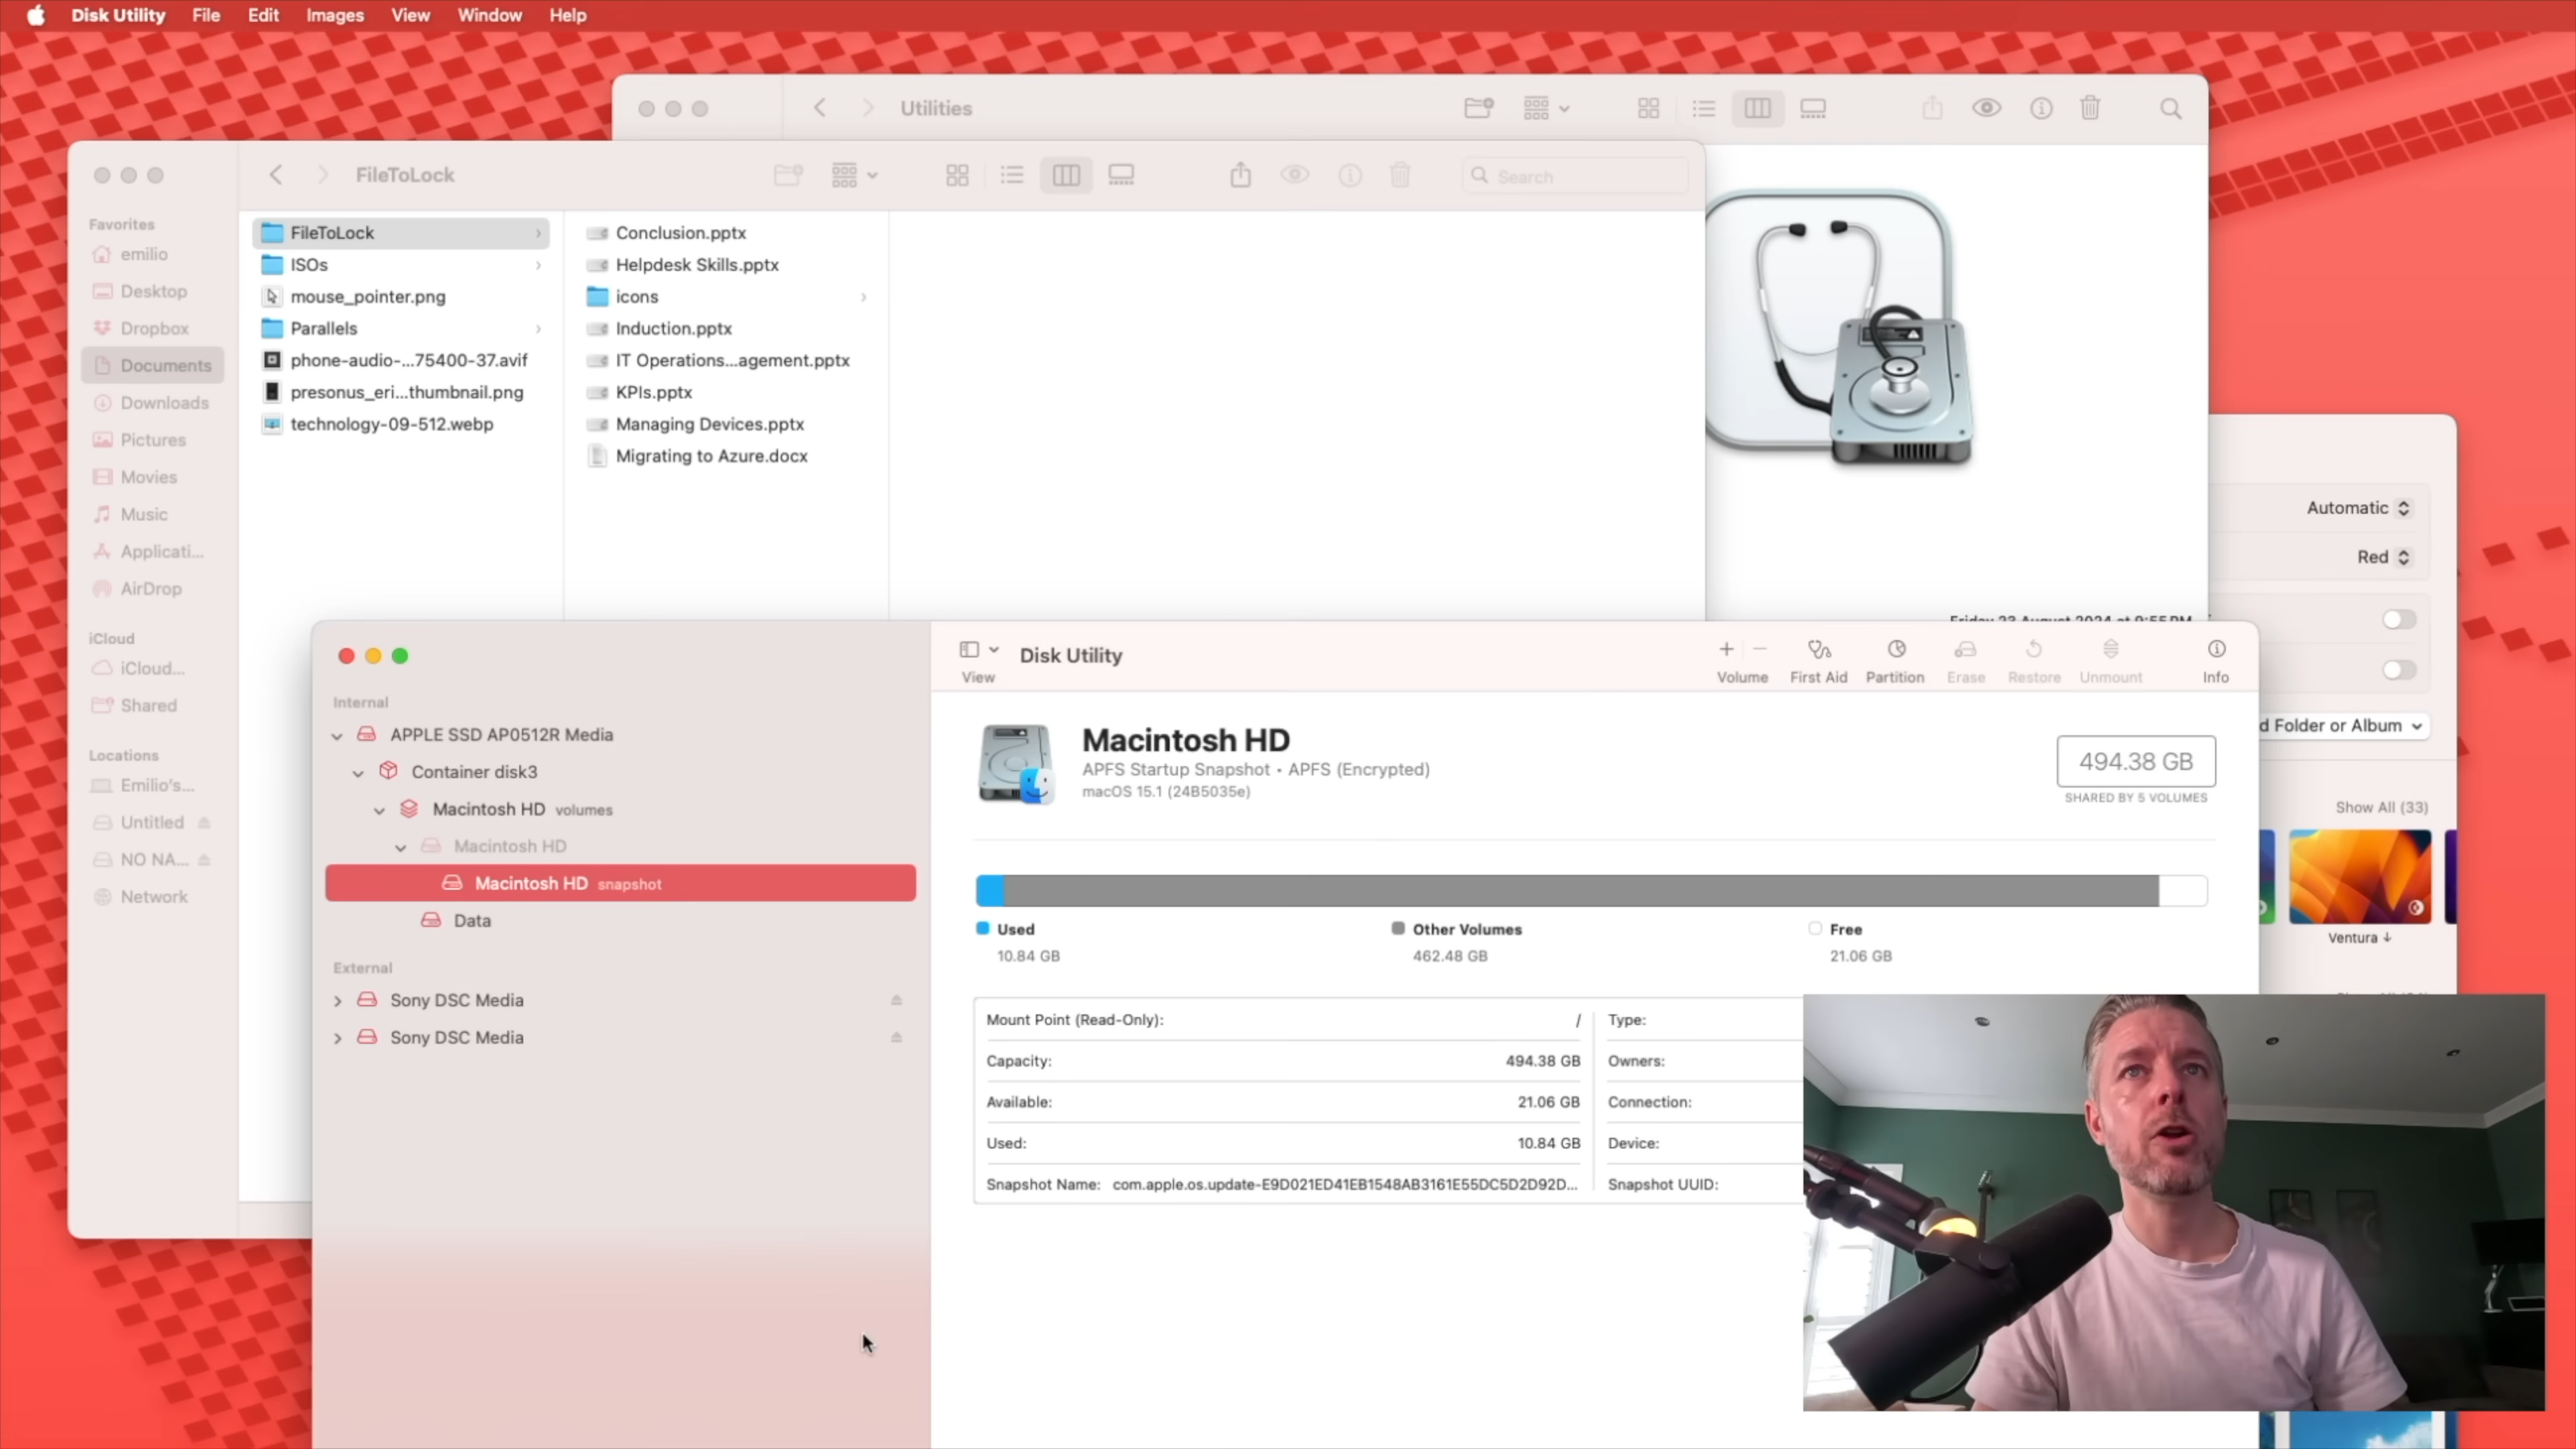 Disk Utility File Edit Images View Window Help
Utilities
FileToLock
Search
Favorites
emilio
Desktop
Dropbox
Documents
Downloads
Pictures
Movies
Music
Applicati...
AirDrop
iCloud
iCloud...
Shared
Locations
Emilio's...
Untitled
NO NA...
Network
FileToLock
ISOs
mouse_pointer.png
Parallels
phone-audio-...75400-37.avif
presonus_eri...thumbnail.png
technology-09-512.webp
Conclusion.pptx
Helpdesk Skills.pptx
icons
Induction.pptx
IT Operations...agement.pptx
KPIs.pptx
Managing Devices.pptx
Migrating to Azure.docx
Friday 23 August 2024 at 9:55 PM
Automatic
Red
d Folder or Album
Show All (33)
Ventura ↓
Internal
APPLE SSD AP0512R Media
Container disk3
Macintosh HD volumes
Macintosh HD
Macintosh HD snapshot
Data
External
Sony DSC Media
Sony DSC Media
View
Disk Utility
Volume First Aid Partition Erase Restore Unmount Info
Macintosh HD
APFS Startup Snapshot • APFS (Encrypted)
macOS 15.1 (24B5035e)
494.38 GB
SHARED BY 5 VOLUMES
Used
10.84 GB
Other Volumes
462.48 GB
Free
21.06 GB
Mount Point (Read-Only): /
Capacity: 494.38 GB
Available: 21.06 GB
Used: 10.84 GB
Snapshot Name: com.apple.os.update-E9D021ED41EB1548AB3161E55DC5D2D92D...
Type:
Owners:
Connection:
Device:
Snapshot UUID: